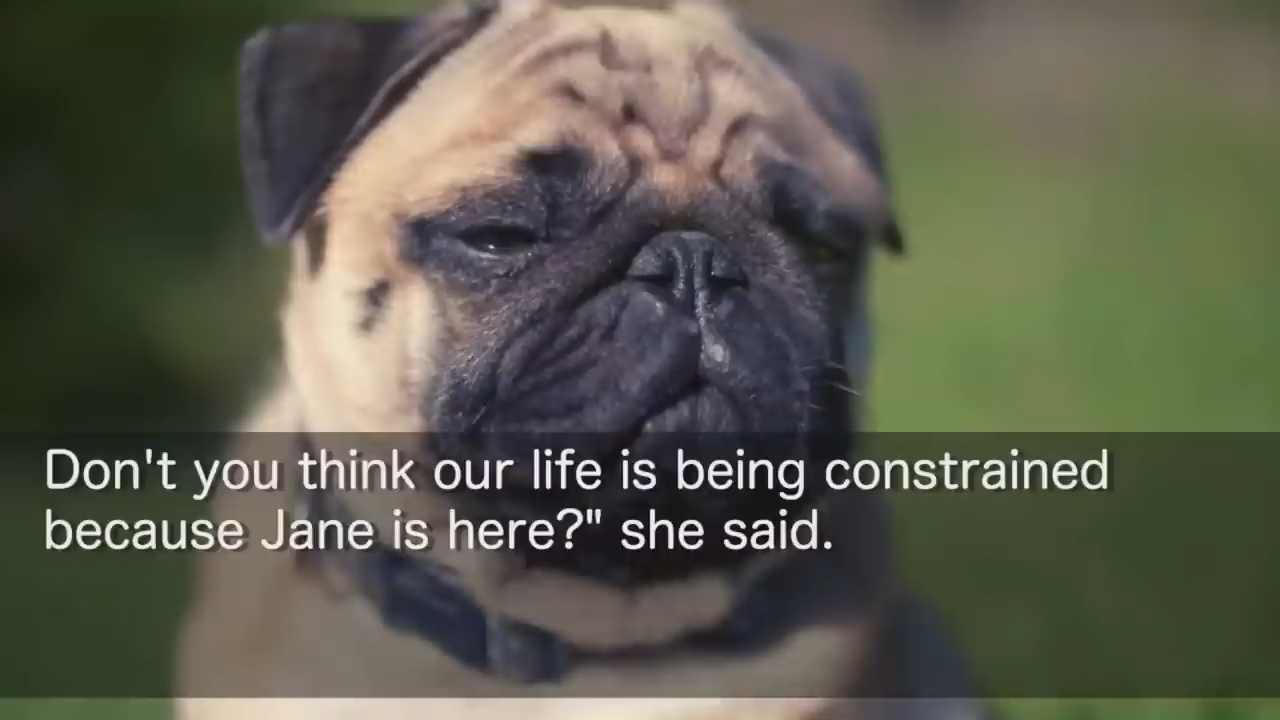 Don't you think our life is being constrained
because Jane is here?" she said.